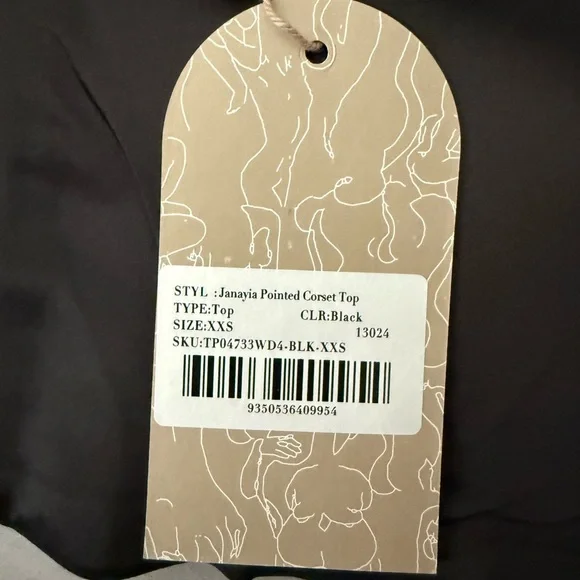 STYL :Janayia Pointed Corset Top
TYPE:Top CLR:Black
SIZE:XXS 13024
SKU:TP04733WD4-BLK-XXS
9350536409954